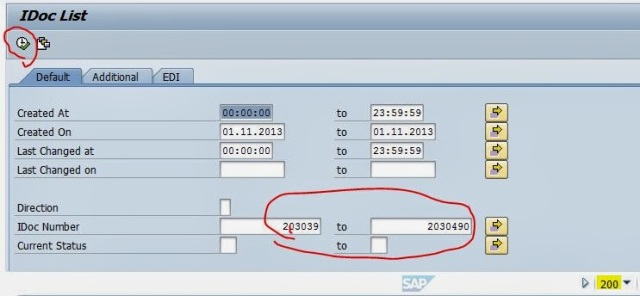 IDoc List
Default Additional EDI
Created At 00:00:00 to 23:59:59
Created On 01.11.2013 to 01.11.2013
Last Changed at 00:00:00 to 23:59:59
Last Changed on to
Direction
IDoc Number 203039 to 2030490
Current Status to
SAP 200